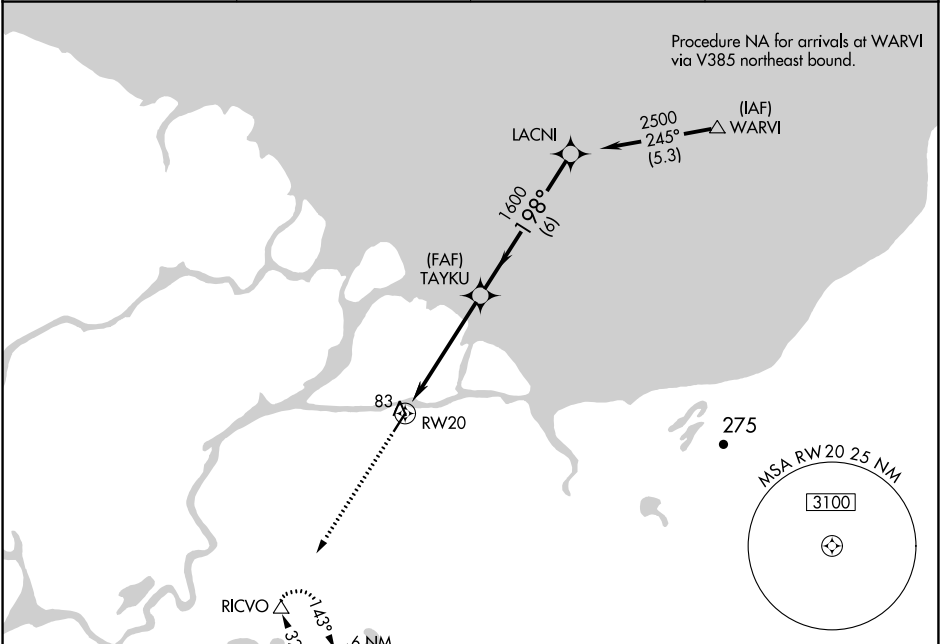 Procedure NA for arrivals at WARVI
via V385 northeast bound.
(IAF)
WARVI
2500
245°
(5.3)
LACNI
1600
198°
(6)
(FAF)
TAYKU
83
RW20
275
MSA RW20 25 NM
3100
RICVO
143°
6 NM